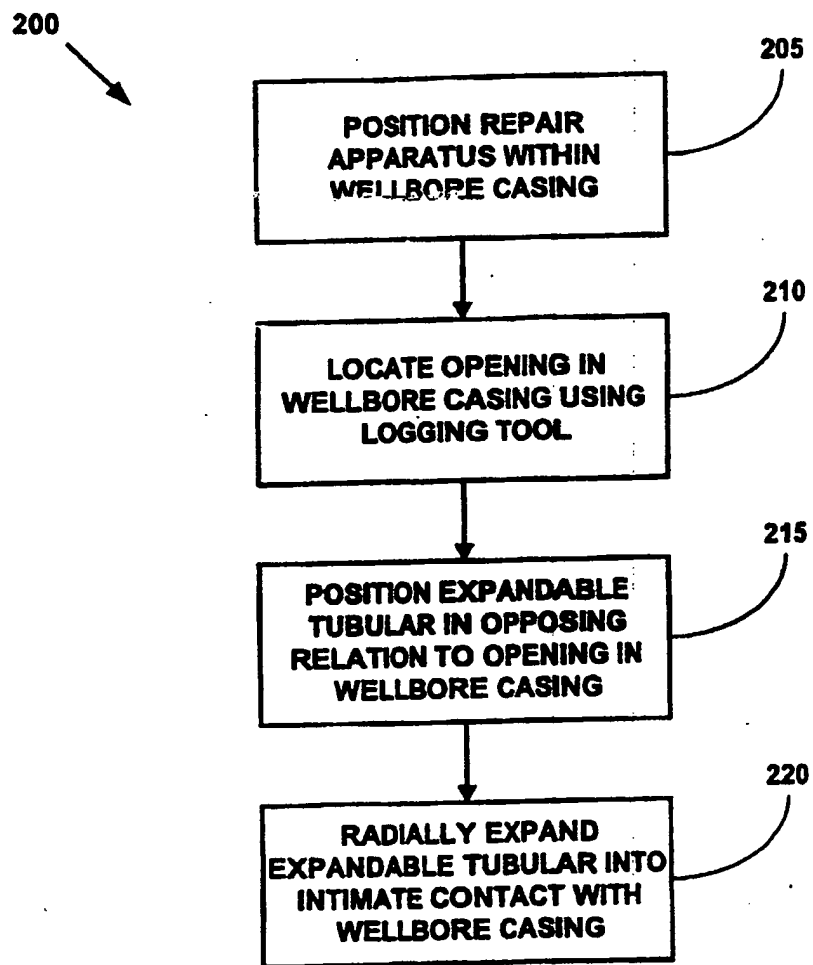 200
205
POSITION REPAIR
APPARATUS WITHIN
WELLBORE CASING
210
LOCATE OPENING IN
WELLBORE CASING USING
LOGGING TOOL
215
POSITION EXPANDABLE
TUBULAR IN OPPOSING
RELATION TO OPENING IN
WELLBORE CASING
220
RADIALLY EXPAND
EXPANDABLE TUBULAR INTO
INTIMATE CONTACT WITH
WELLBORE CASING